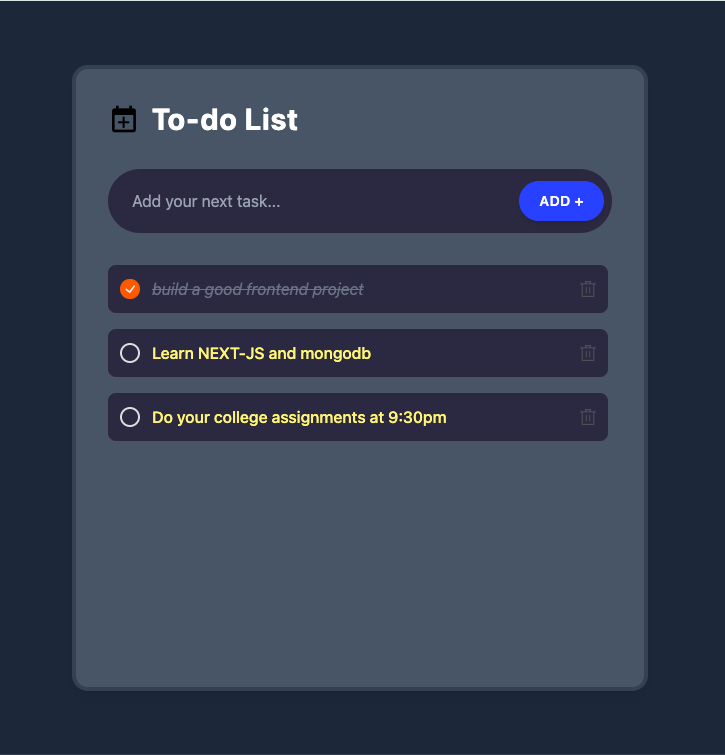 To-do List
Add your next task...
ADD +
build a good frontend project
Learn NEXT-JS and mongodb
Do your college assignments at 9:30pm